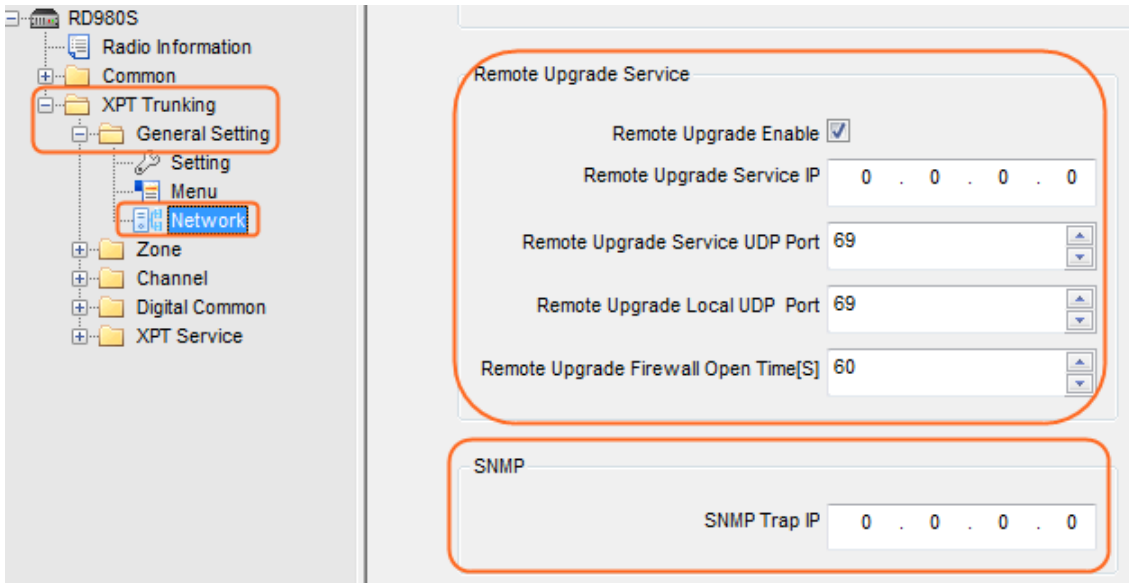 RD980S
Radio Information
Common
XPT Trunking
General Setting
Setting
Menu
Network
Zone
Channel
Digital Common
XPT Service
Remote Upgrade Service
Remote Upgrade Enable
Remote Upgrade Service IP 0 . 0 . 0 . 0
Remote Upgrade Service UDP Port 69
Remote Upgrade Local UDP Port 69
Remote Upgrade Firewall Open Time[S] 60
SNMP
SNMP Trap IP 0 . 0 . 0 . 0